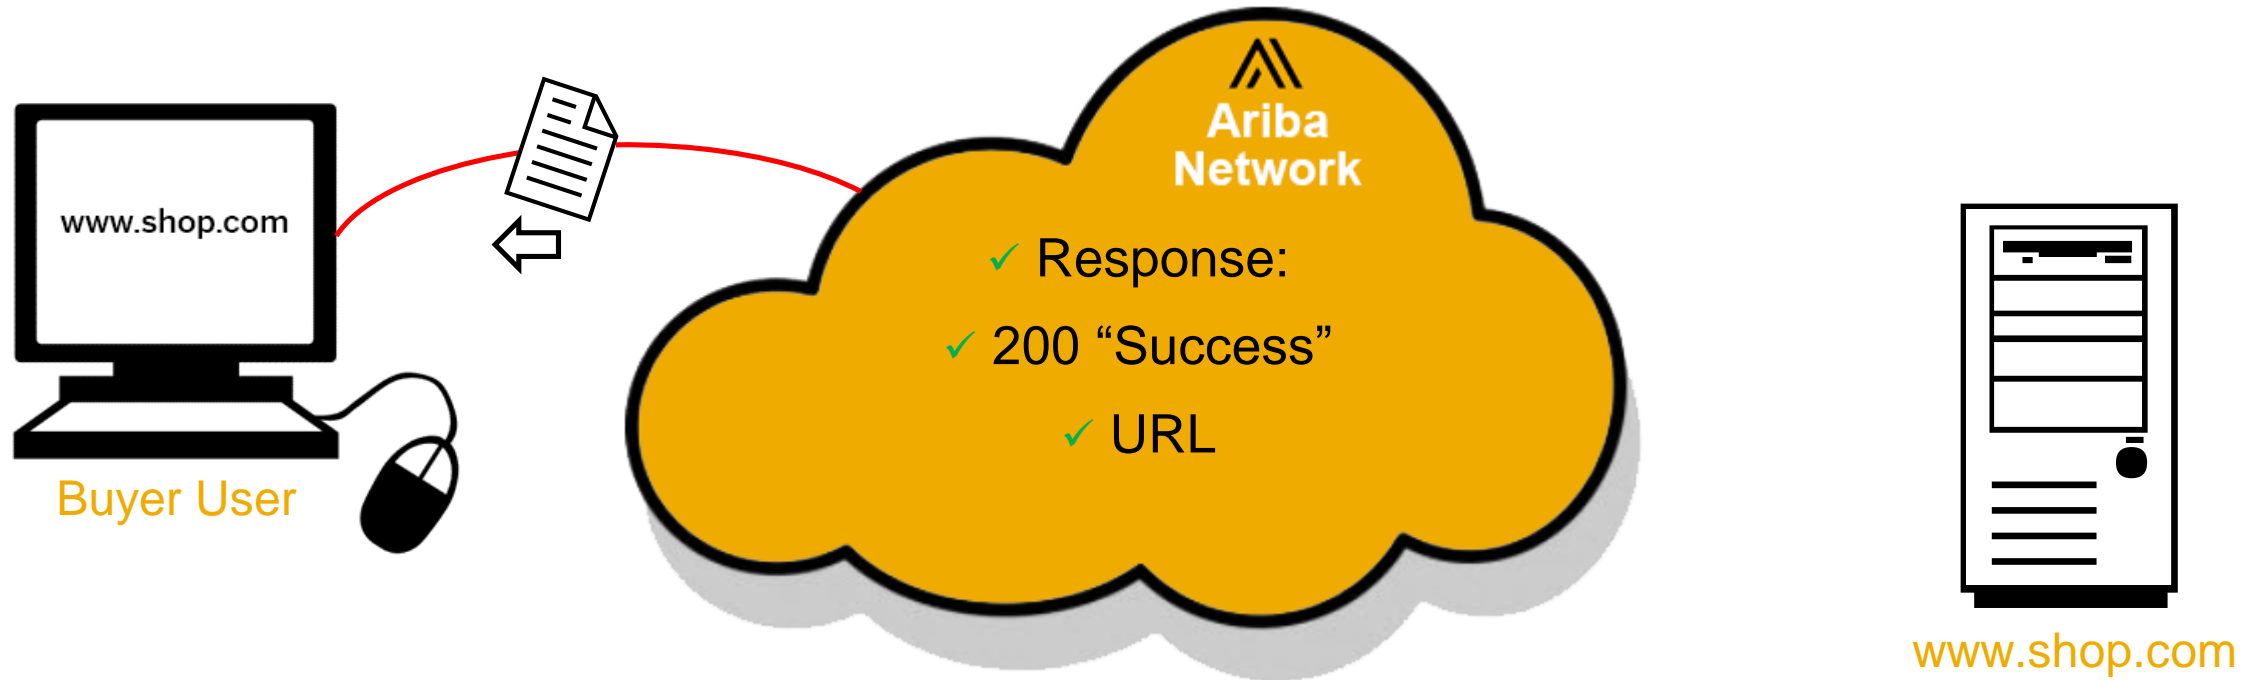 www.shop.com
Buyer User
Ariba
Network
✓ Response:
✓ 200 “Success”
✓ URL
www.shop.com